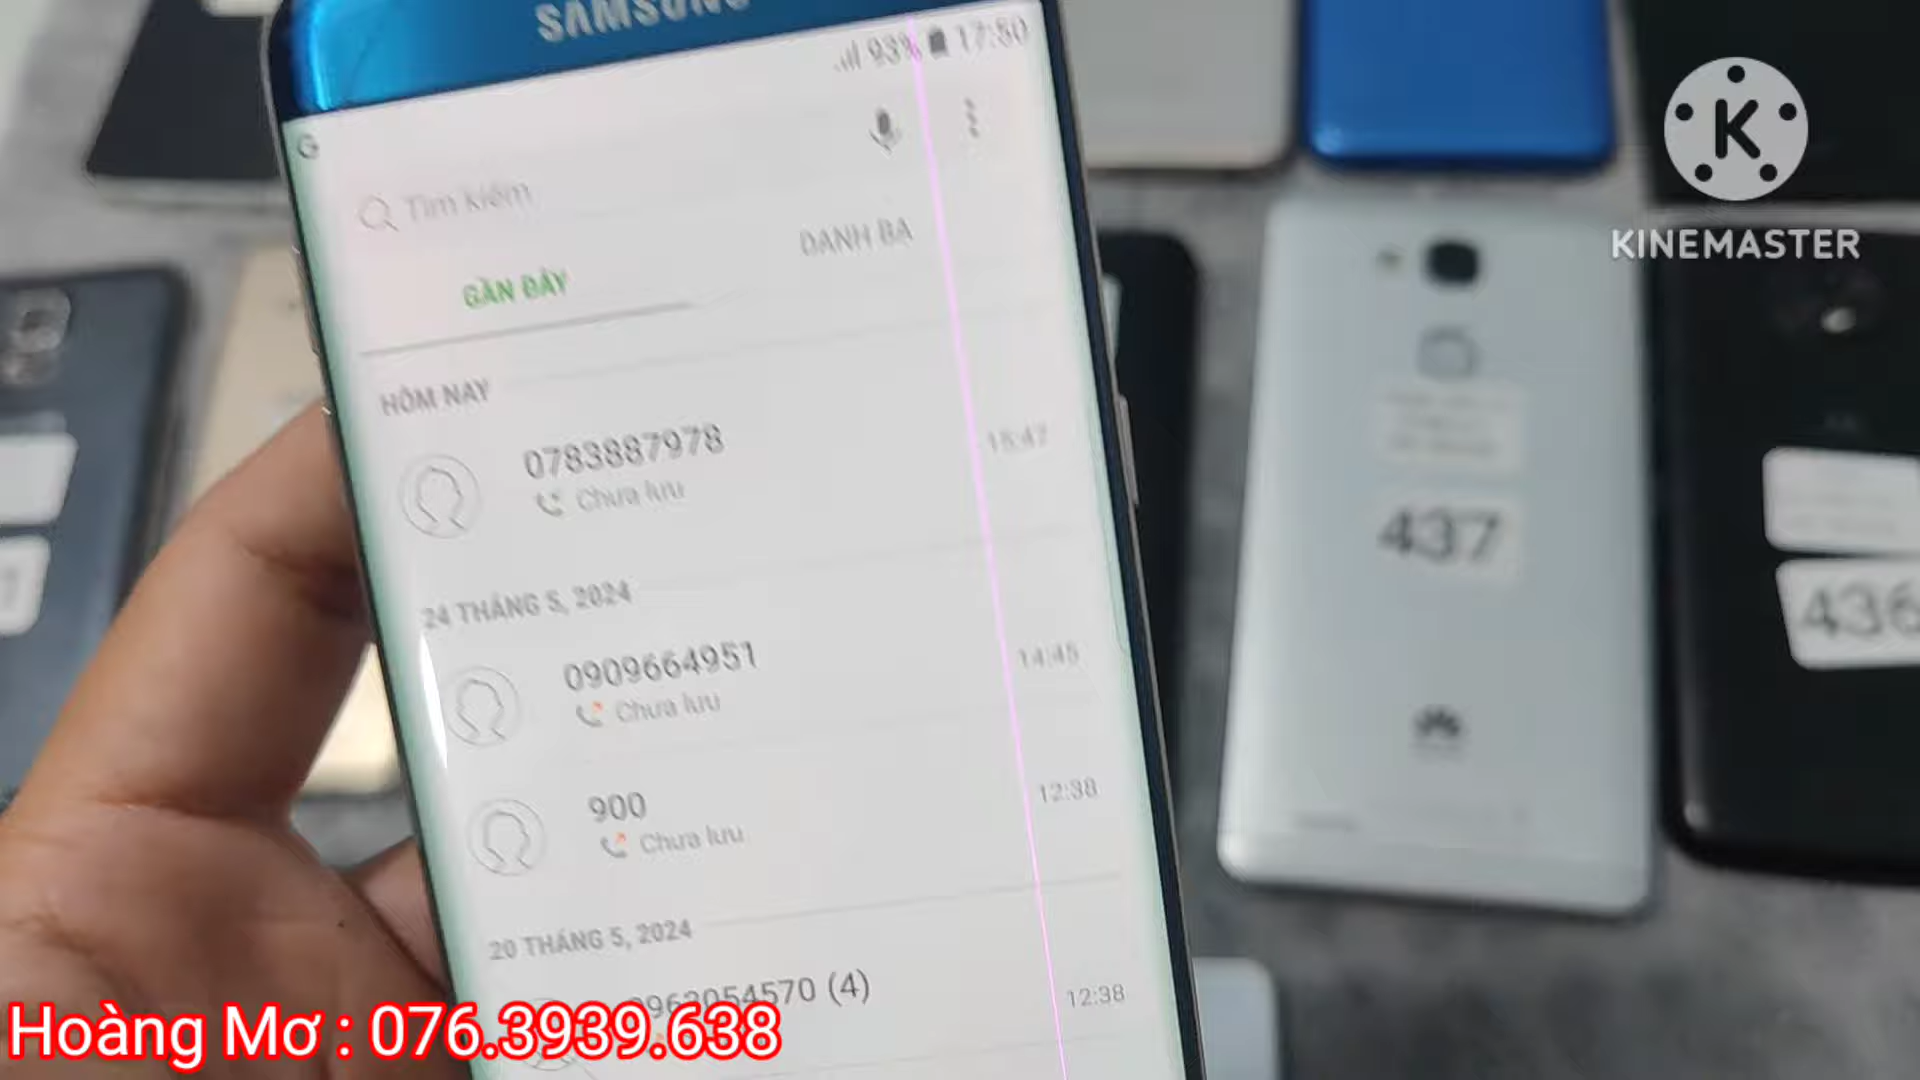 SAMSUNG
93% 17:50
G
Tìm kiếm
GẦN ĐÂY
DANH BẠ
HÔM NAY
0783887978
Chưa lưu
24 THÁNG 5, 2024
0909664951
14:45
Chưa lưu
900
12:38
Chưa lưu
20 THÁNG 5, 2024
0963054570 (4)
12:38
K
KINEMASTER
437
436
Hoàng Mơ : 076.3939.638